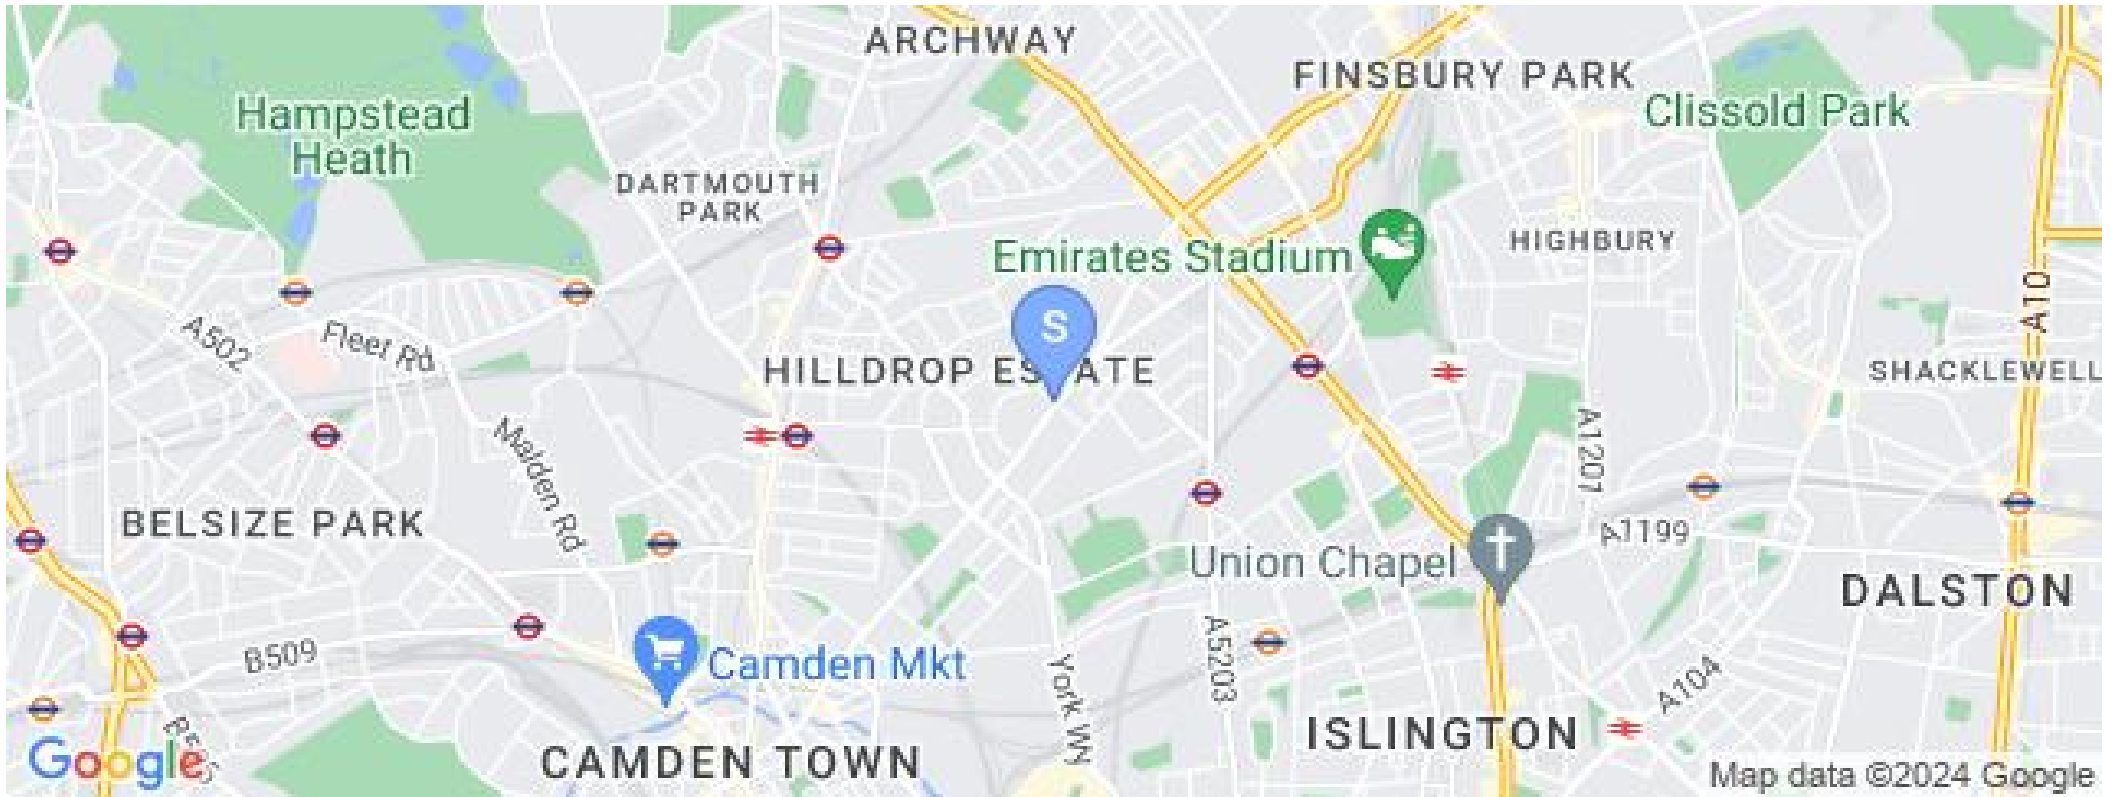 ARCHWAY
FINSBURY PARK
Clissold Park
Hampstead
Heath
DARTMOUTH
PARK
HIGHBURY
Emirates Stadium
A10
S
A502
Fleet Rd
HILLDROP ESTATE
SHACKLEWELL
Malden Rd
A1207
BELSIZE PARK
A1199
Union Chapel
DALSTON
B509
Camden Mkt
A5203
York Wy
A104
ISLINGTON
CAMDEN TOWN
Google
Map data ©2024 Google